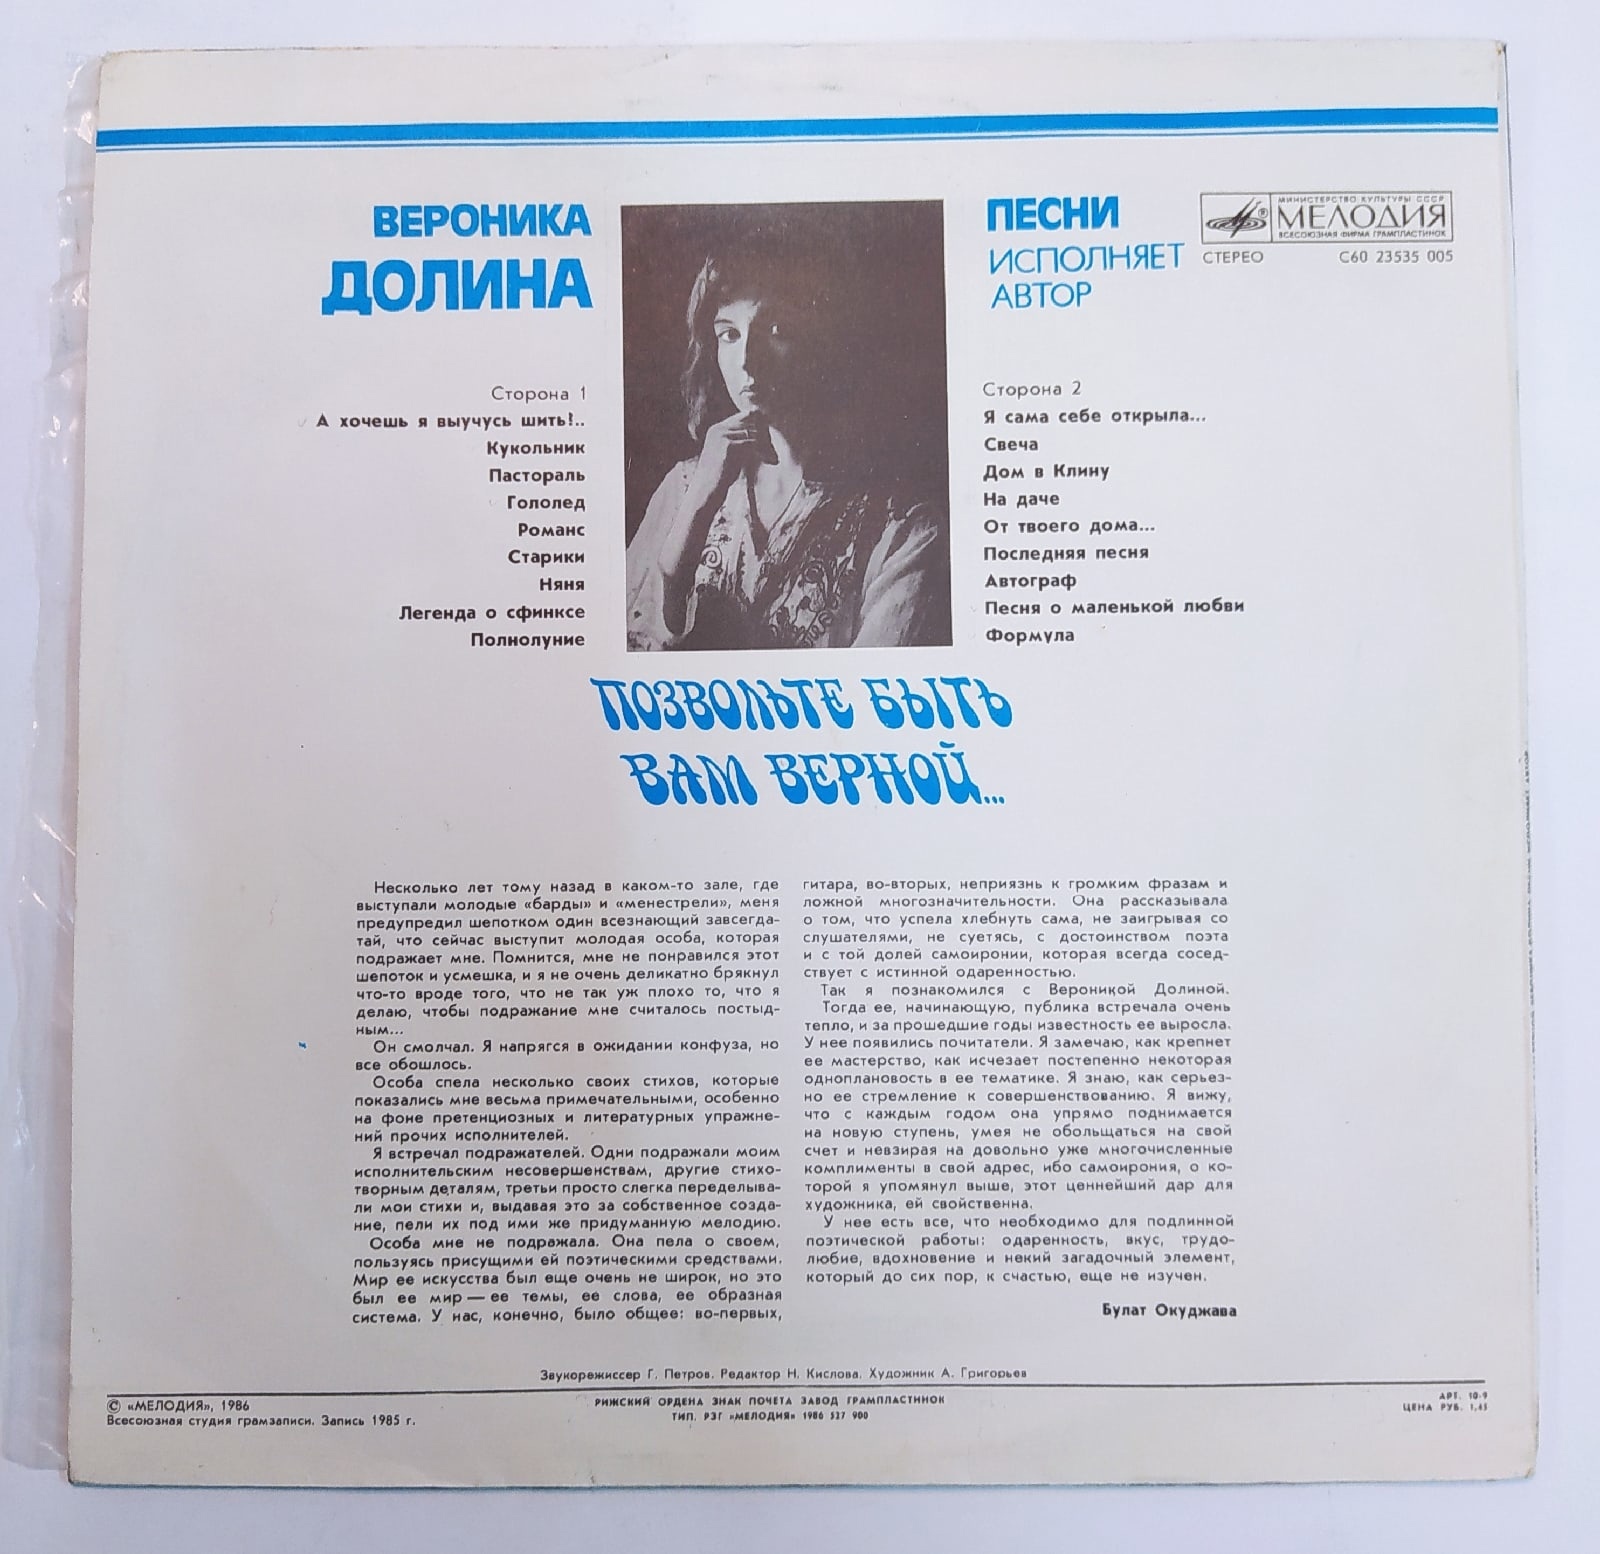 ВЕРОНИКА
ДОЛИНА
ПЕСНИ
ИСПОЛНЯЕТ
АВТОР
МИНИСТЕРСТВО КУЛЬТУРЫ СССР
МЕЛОДИЯ
ВСЕСОЮЗНАЯ ФИРМА ГРАМПЛАСТИНОК
СТЕРЕО С60 23535 005
Сторона 1
А хочешь я выучусь шить!..
Кукольник
Пастораль
Гололед
Романс
Старики
Няня
Легенда о сфинксе
Полнолуние
Сторона 2
Я сама себе открыла...
Свеча
Дом в Клину
На даче
От твоего дома...
Последняя песня
Автограф
Песня о маленькой любви
Формула
ПОЗВОЛЬТЕ БЫТЬ
ВАМ ВЕРНОЙ...
Несколько лет тому назад в каком-то зале, где
выступали молодые «барды» и «менестрели», меня
предупредил шепотком один всезнающий завсегда-
тай, что сейчас выступит молодая особа, которая
подражает мне. Помнится, мне не понравился этот
шепоток и усмешка, и я не очень деликатно брякнул
что-то вроде того, что не так уж плохо то, что я
делаю, чтобы подражание мне считалось постыд-
ным...
Он смолчал. Я напрягся в ожидании конфуза, но
все обошлось.
Особа спела несколько своих стихов, которые
показались мне весьма примечательными, особенно
на фоне претенциозных и литературных упражне-
ний прочих исполнителей.
Я встречал подражателей. Одни подражали моим
исполнительским несовершенствам, другие стихо-
творным деталям, третьи просто слегка переделыва-
ли мои стихи и, выдавая это за собственное созда-
ние, пели их под ими же придуманную мелодию.
Особа мне не подражала. Она пела о своем,
пользуясь присущими ей поэтическими средствами.
Мир ее искусства был еще очень не широк, но это
был ее мир — ее темы, ее слова, ее образная
система. У нас, конечно, было общее: во-первых,
гитара, во-вторых, неприязнь к громким фразам и
ложной многозначительности. Она рассказывала
о том, что успела хлебнуть сама, не заигрывая со
слушателями, не суетясь, с достоинством поэта
и с той долей самоиронии, которая всегда сосед-
ствует с истинной одаренностью.
Так я познакомился с Вероникой Долиной.
Тогда ее, начинающую, публика встречала очень
тепло, и за прошедшие годы известность ее выросла.
У нее появились почитатели. Я замечаю, как крепнет
ее мастерство, как исчезает постепенно некоторая
одноплановость в ее тематике. Я знаю, как серьез-
но ее стремление к совершенствованию. Я вижу,
что с каждым годом она упрямо поднимается
на новую ступень, умея не обольщаться на свой
счет и невзирая на довольно уже многочисленные
комплименты в свой адрес, ибо самоирония, о ко-
торой я упомянул выше, этот ценнейший дар для
художника, ей свойственна.
У нее есть все, что необходимо для подлинной
поэтической работы: одаренность, вкус, трудо-
любие, вдохновение и некий загадочный элемент,
который до сих пор, к счастью, еще не изучен.
Булат Окуджава
Звукорежиссер Г. Петров. Редактор Н. Кислова. Художник А. Григорьев
© «МЕЛОДИЯ», 1986
Всесоюзная студия грамзаписи. Запись 1985 г.
РИЖСКИЙ ОРДЕНА ЗНАК ПОЧЕТА ЗАВОД ГРАМПЛАСТИНОК
ТИП. РЗГ «МЕЛОДИЯ» 1986 527 900
АРТ. 10-9
ЦЕНА РУБ. 1,45